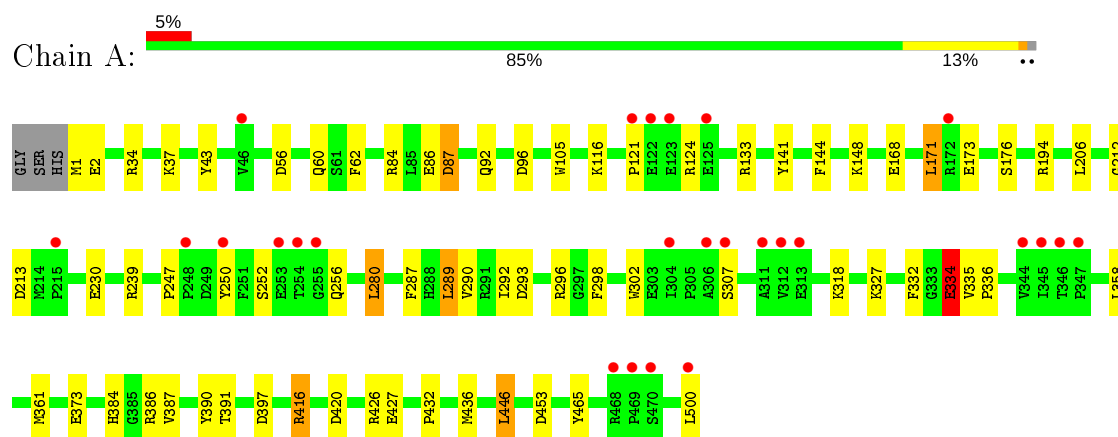 5%
Chain A:
85% 13% ..
GLY SER HIS M1 E2 R34 K37 Y43 V46 D56 Q60 S61 F62 R84 L85 E86 D87 Q92 D96 W105 K116 P121 E122 E123 R124 E125 R133 Y141 F144 K148 E168 L171 R172 E173 S176 R194 L206
D213 M214 P215 E230 R239 P247 P248 D249 Y250 F251 S252 E253 T254 G255 Q256 L280 F287 H288 L289 V290 R291 I292 D293 R296 G297 F298 W302 E303 I304 P305 A306 S307 A311 V312 E313 K318 K327 F332 G333 E334 V335 P336 V344 I345 T346 P347 L358
M361 E373 H384 G385 R386 V387 Y390 T391 D397 R416 D420 R426 E427 P432 M436 L446 D453 Y465 R468 P469 S470 L500